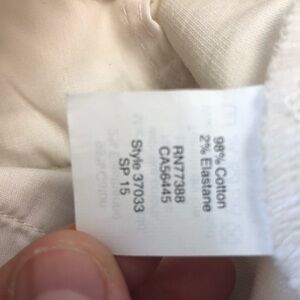 98% Cotton
2% Elastane
RN77388
CA56445
Style 37033
SP 15